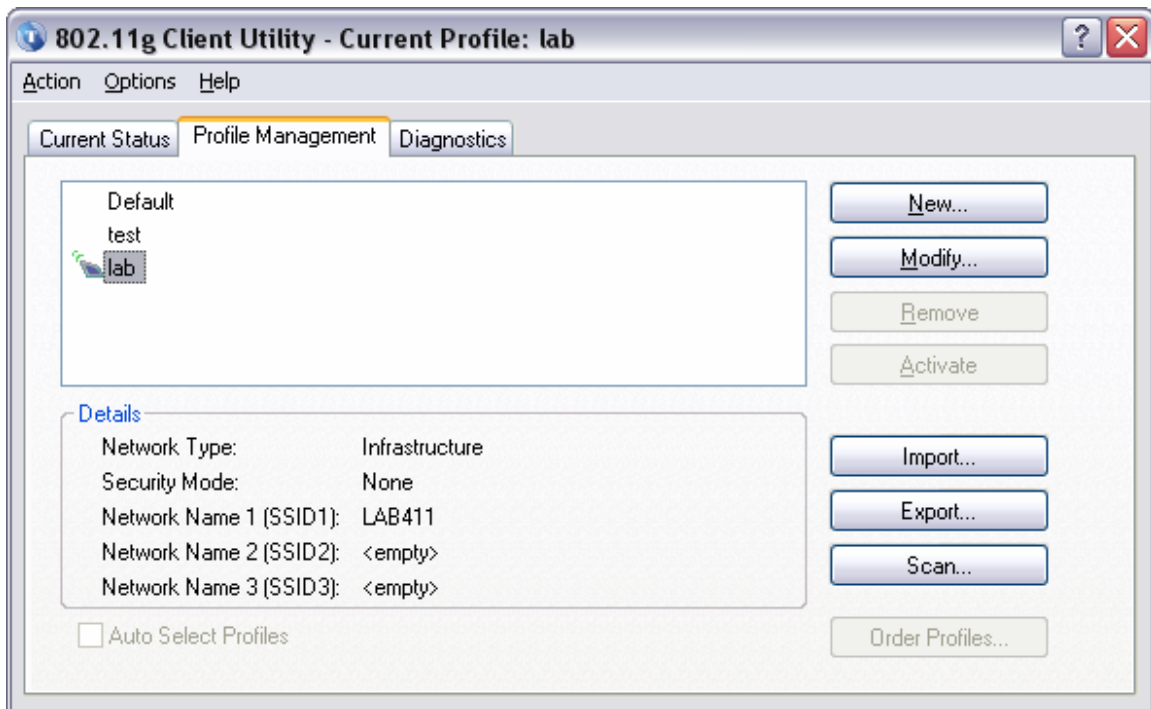 802.11g Client Utility - Current Profile: lab
Action Options Help
Current Status Profile Management Diagnostics
Default
test
lab
New...
Modify...
Remove
Activate
Details
Network Type: Infrastructure
Security Mode: None
Network Name 1 (SSID1): LAB411
Network Name 2 (SSID2): <empty>
Network Name 3 (SSID3): <empty>
Import...
Export...
Scan...
Auto Select Profiles
Order Profiles...